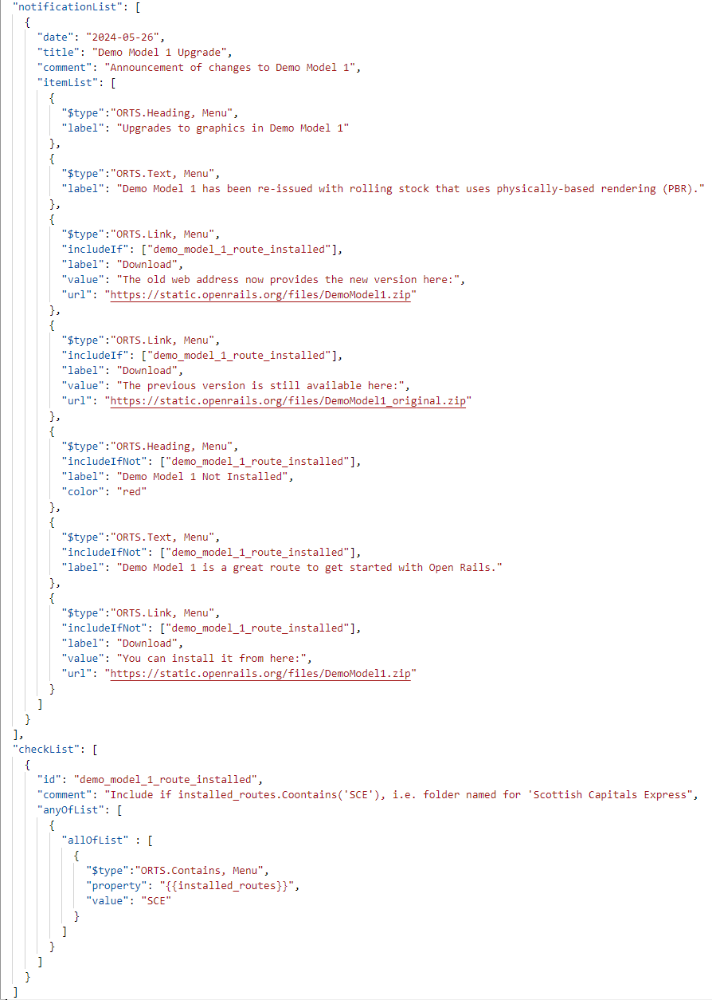 "notificationList": [
{
"date": "2024-05-26",
"title": "Demo Model 1 Upgrade",
"comment": "Announcement of changes to Demo Model 1",
"itemList": [
{
"$type":"ORTS.Heading, Menu",
"label": "Upgrades to graphics in Demo Model 1"
},
{
"$type":"ORTS.Text, Menu",
"label": "Demo Model 1 has been re-issued with rolling stock that uses physically-based rendering (PBR)."
},
{
"$type":"ORTS.Link, Menu",
"includeIf": ["demo_model_1_route_installed"],
"label": "Download",
"value": "The old web address now provides the new version here:",
"url": "https://static.openrails.org/files/DemoModel1.zip"
},
{
"$type":"ORTS.Link, Menu",
"includeIf": ["demo_model_1_route_installed"],
"label": "Download",
"value": "The previous version is still available here:",
"url": "https://static.openrails.org/files/DemoModel1_original.zip"
},
{
"$type":"ORTS.Heading, Menu",
"includeIfNot": ["demo_model_1_route_installed"],
"label": "Demo Model 1 Not Installed",
"color": "red"
},
{
"$type":"ORTS.Text, Menu",
"includeIfNot": ["demo_model_1_route_installed"],
"label": "Demo Model 1 is a great route to get started with Open Rails."
},
{
"$type":"ORTS.Link, Menu",
"includeIfNot": ["demo_model_1_route_installed"],
"label": "Download",
"value": "You can install it from here:",
"url": "https://static.openrails.org/files/DemoModel1.zip"
}
]
}
],
"checkList": [
{
"id": "demo_model_1_route_installed",
"comment": "Include if installed_routes.Coontains('SCE'), i.e. folder named for 'Scottish Capitals Express",
"anyOfList": [
{
"allOfList" : [
{
"$type":"ORTS.Contains, Menu",
"property": "{{installed_routes}}",
"value": "SCE"
}
]
}
]
}
]